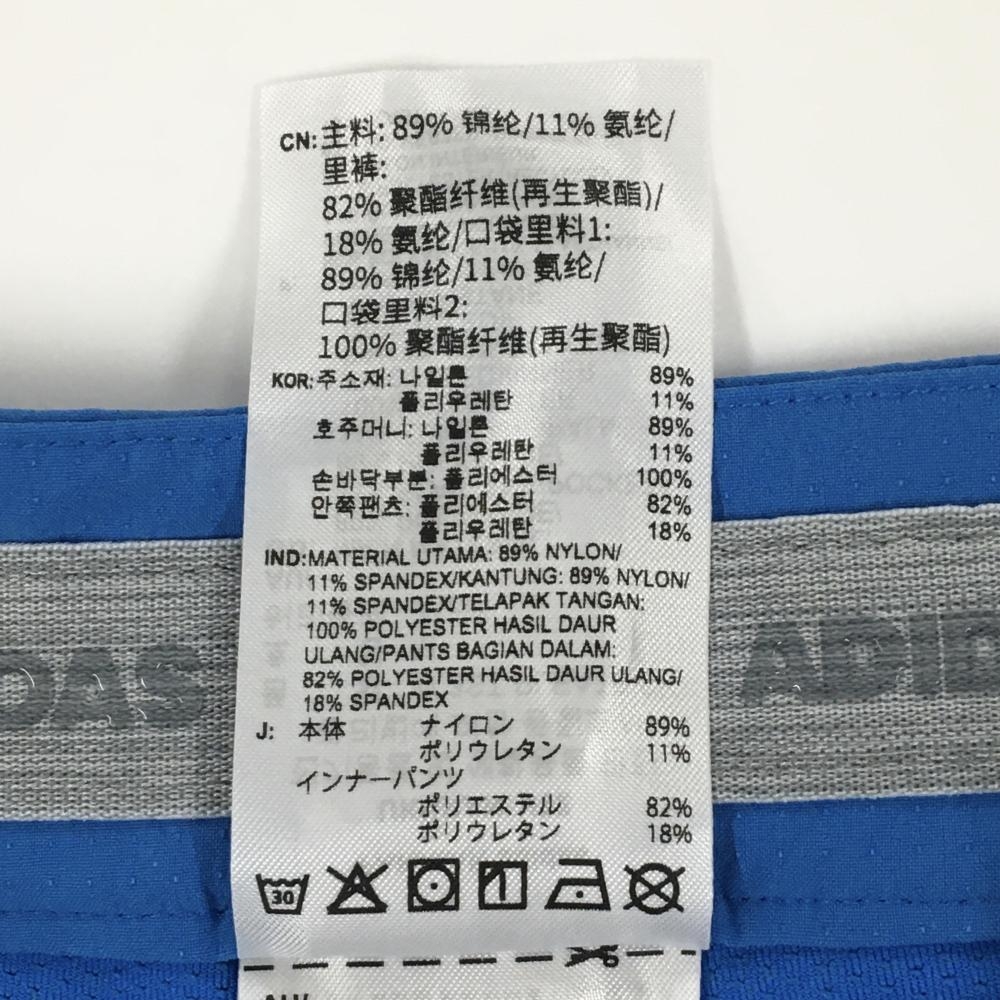 CN:主料: 89% 锦纶/11% 氨纶/
里裤:
82% 聚酯纤维(再生聚酯)/
18% 氨纶/口袋里料1:
89% 锦纶/11% 氨纶/
口袋里料2:
100% 聚酯纤维(再生聚酯)
KOR:주소재: 나일론 89%
폴리우레탄 11%
호주머니: 나일론 89%
폴리우레탄 11%
손바닥부분: 폴리에스터 100%
안쪽팬츠: 폴리에스터 82%
폴리우레탄 18%
IND:MATERIAL UTAMA: 89% NYLON/
11% SPANDEX/KANTUNG: 89% NYLON/
11% SPANDEX/TELAPAK TANGAN:
100% POLYESTER HASIL DAUR
ULANG/PANTS BAGIAN DALAM:
82% POLYESTER HASIL DAUR ULANG/
18% SPANDEX
J: 本体 ナイロン 89%
ポリウレタン 11%
インナーパンツ
ポリエステル 82%
ポリウレタン 18%
30
DAS
ADID